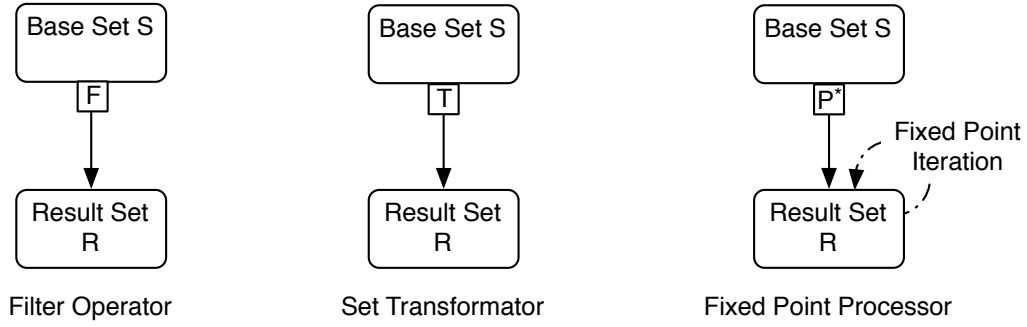 Base Set S
F
Result Set
R
Filter Operator
Base Set S
T
Result Set
R
Set Transformator
Base Set S
P*
Fixed Point
Iteration
Result Set
R
Fixed Point Processor